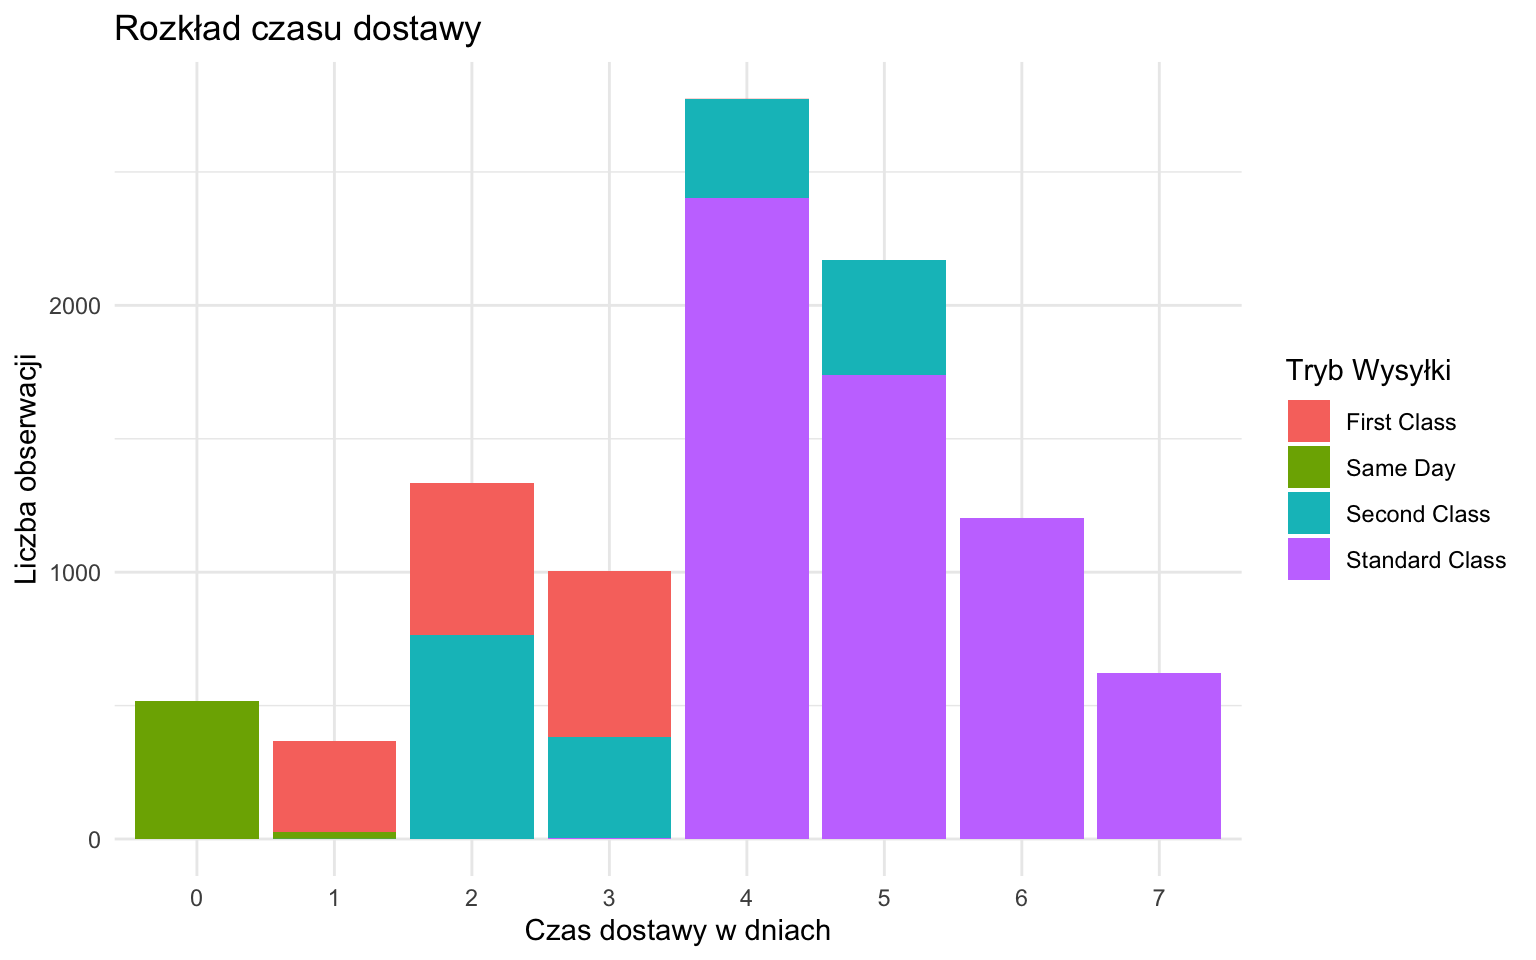 Rozkład czasu dostawy
Liczba obserwacji
2000
1000
0
0 1 2 3 4 5 6 7
Czas dostawy w dniach
Tryb Wysyłki
First Class
Same Day
Second Class
Standard Class